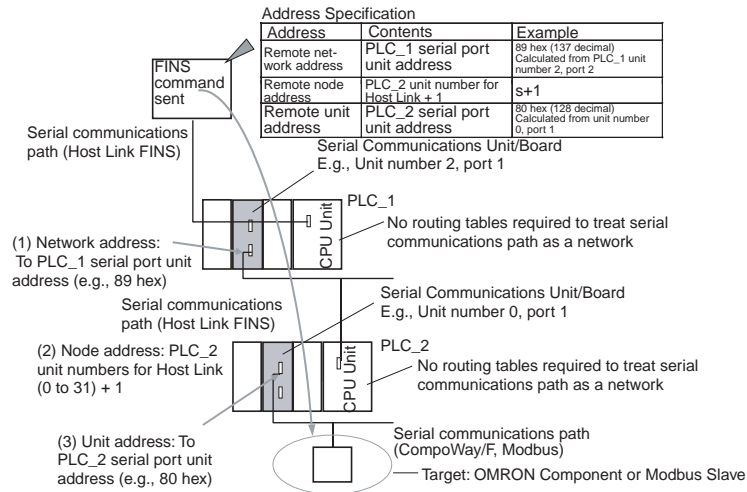 Address Specification
Address Contents Example
Remote net-
work address
PLC_1 serial port
unit address
89 hex (137 decimal)
Calculated from PLC_1 unit
number 2, port 2
Remote node
address
PLC_2 unit number for
Host Link + 1
s+1
Remote unit
address
PLC_2 serial port
unit address
80 hex (128 decimal)
Calculated from unit number
0, port 1
FINS
command
sent
Serial communications
path (Host Link FINS)
Serial Communications Unit/Board
E.g., Unit number 2, port 1
PLC_1
CPU Unit
No routing tables required to treat serial
communications path as a network
(1) Network address:
To PLC_1 serial port unit
address (e.g., 89 hex)
Serial communications
path (Host Link FINS)
Serial Communications Unit/Board
E.g., Unit number 0, port 1
(2) Node address: PLC_2
unit numbers for Host Link
(0 to 31) + 1
PLC_2
CPU Unit
No routing tables required to treat serial
communications path as a network
(3) Unit address: To
PLC_2 serial port unit
address (e.g., 80 hex)
Serial communications path
(CompoWay/F, Modbus)
Target: OMRON Component or Modbus Slave